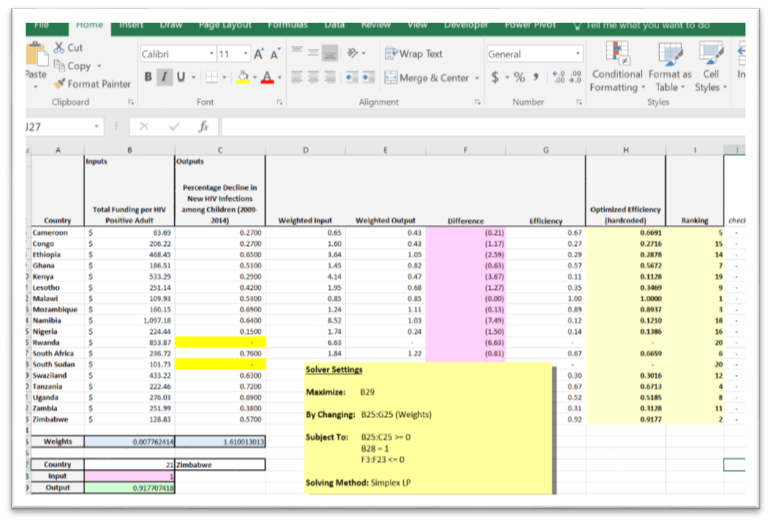 File Home Insert Draw Page Layout Formulas Data Review View Developer Power Pivot Tell me what you want to do
Cut
Copy
Format Painter
Paste
Calibri 11 A A
B I U
Wrap Text
Merge & Center
General
$ % ,
Conditional Formatting
Format as Table
Cell Styles
Clipboard Font Alignment Number Styles
J27 fx
A B C D E F G H I J
Inputs Outputs
Country
Total Funding per HIV Positive Adult
Percentage Decline in New HIV Infections among Children (2009-2014)
Weighted Input Weighted Output Difference Efficiency
Optimized Efficiency (hardcoded)
Ranking check
Cameroon $ 83.69 0.2700 0.65 0.43 (0.21) 0.67 0.6691 5 -
Congo $ 206.22 0.2700 1.60 0.43 (1.17) 0.27 0.2716 15 -
Ethiopia $ 468.45 0.6500 3.64 1.05 (2.59) 0.29 0.2878 14 -
Ghana $ 186.51 0.5100 1.45 0.82 (0.63) 0.57 0.5672 7 -
Kenya $ 533.29 0.2900 4.14 0.47 (3.67) 0.11 0.1128 19 -
Lesotho $ 251.14 0.4200 1.95 0.68 (1.27) 0.35 0.3469 9 -
Malawi $ 109.93 0.5300 0.85 0.85 (0.00) 1.00 1.0000 1 -
Mozambique $ 160.15 0.6900 1.24 1.11 (0.13) 0.89 0.8937 3 -
Namibia $ 1,097.18 0.6400 8.52 1.03 (7.49) 0.12 0.1210 18 -
Nigeria $ 224.44 0.1500 1.74 0.24 (1.50) 0.14 0.1386 16 -
Rwanda $ 853.87 - 6.63 - (6.63) - - 20 -
South Africa $ 236.72 0.7600 1.84 1.22 (0.61) 0.67 0.6659 6 -
South Sudan $ 101.73 - - 20 -
Swaziland $ 433.22 0.6300 0.30 0.3016 12 -
Tanzania $ 222.46 0.7200 0.67 0.6713 4 -
Uganda $ 276.03 0.6900 0.52 0.5185 8 -
Zambia $ 251.99 0.3800 0.31 0.3128 11 -
Zimbabwe $ 128.83 0.5700 0.92 0.9177 2 -
Weights 0.007762414 1.610013013
Country 21 Zimbabwe
Input 1
Output 0.917707418
Solver Settings
Maximize: B29
By Changing: B25:G25 (Weights)
Subject To: B25:C25 >= 0
B28 = 1
F3:F23 <= 0
Solving Method: Simplex LP